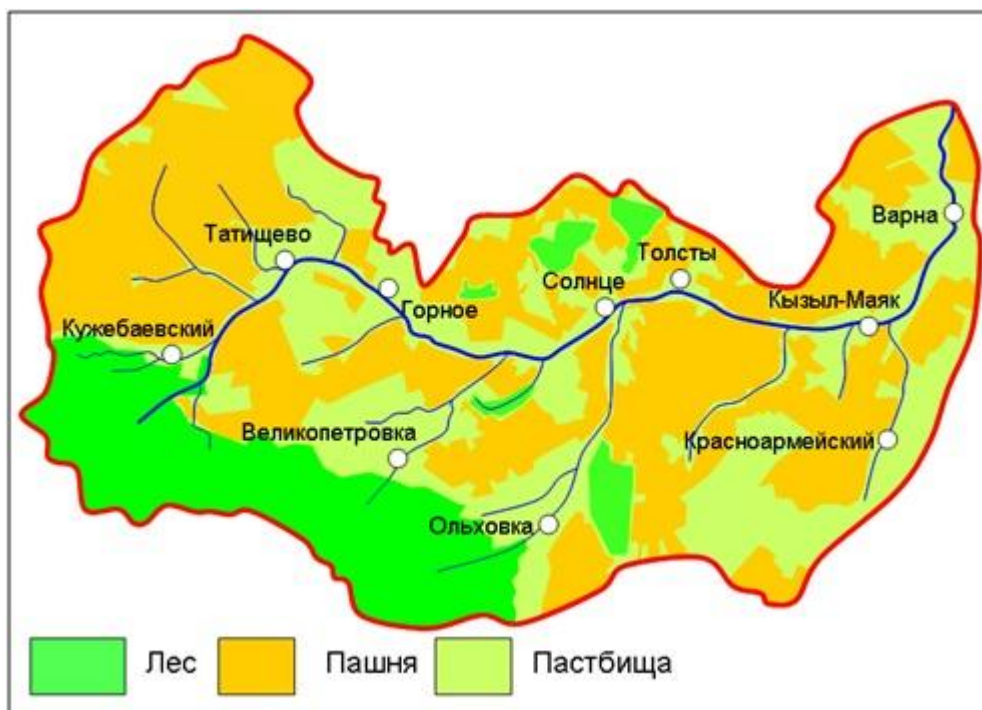 Татищево
Варна
Толсты
Солнце
Горное
Кызыл-Маяк
Кужебаевский
Великопетровка
Красноармейский
Ольховка
Лес
Пашня
Пастбища